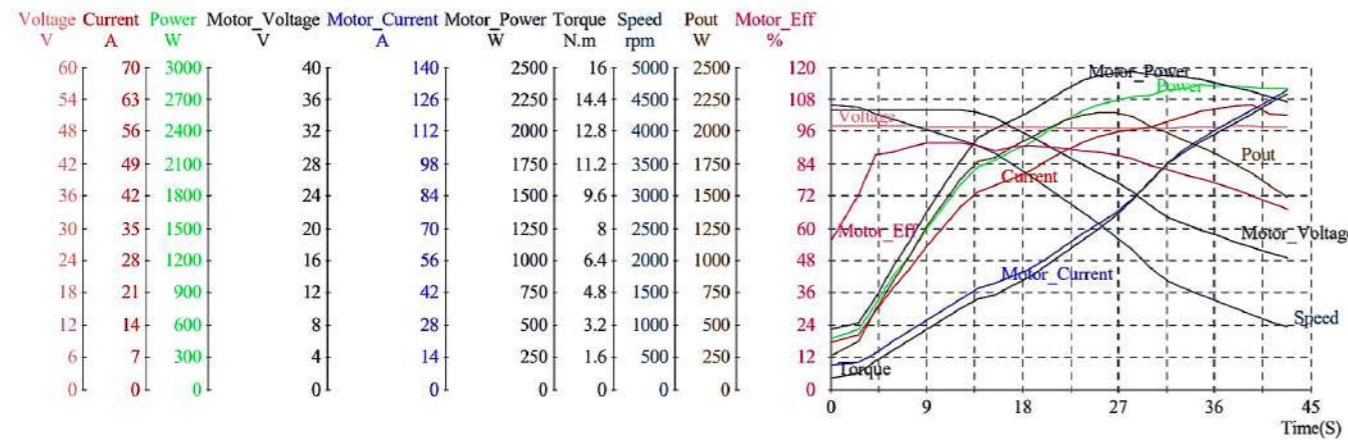 Voltage Current Power Motor_Voltage Motor_Current Motor_Power Torque Speed Pout Motor_Eff
V A W V A W N.m rpm W %
60 70 3000 40 140 2500 16 5000 2500 120
54 63 2700 36 126 2250 14.4 4500 2250 108
48 56 2400 32 112 2000 12.8 4000 2000 96
42 49 2100 28 98 1750 11.2 3500 1750 84
36 42 1800 24 84 1500 9.6 3000 1500 72
30 35 1500 20 70 1250 8 2500 1250 60
24 28 1200 16 56 1000 6.4 2000 1000 48
18 21 900 12 42 750 4.8 1500 750 36
12 14 600 8 28 500 3.2 1000 500 24
6 7 300 4 14 250 1.6 500 250 12
0 0 0 0 0 0 0 0 0 0
Motor_Power
Power
Voltage
Pout
Current
Motor_Eff
Motor_Voltage
Motor_Current
Speed
Torque
0 9 18 27 36 45
Time(S)